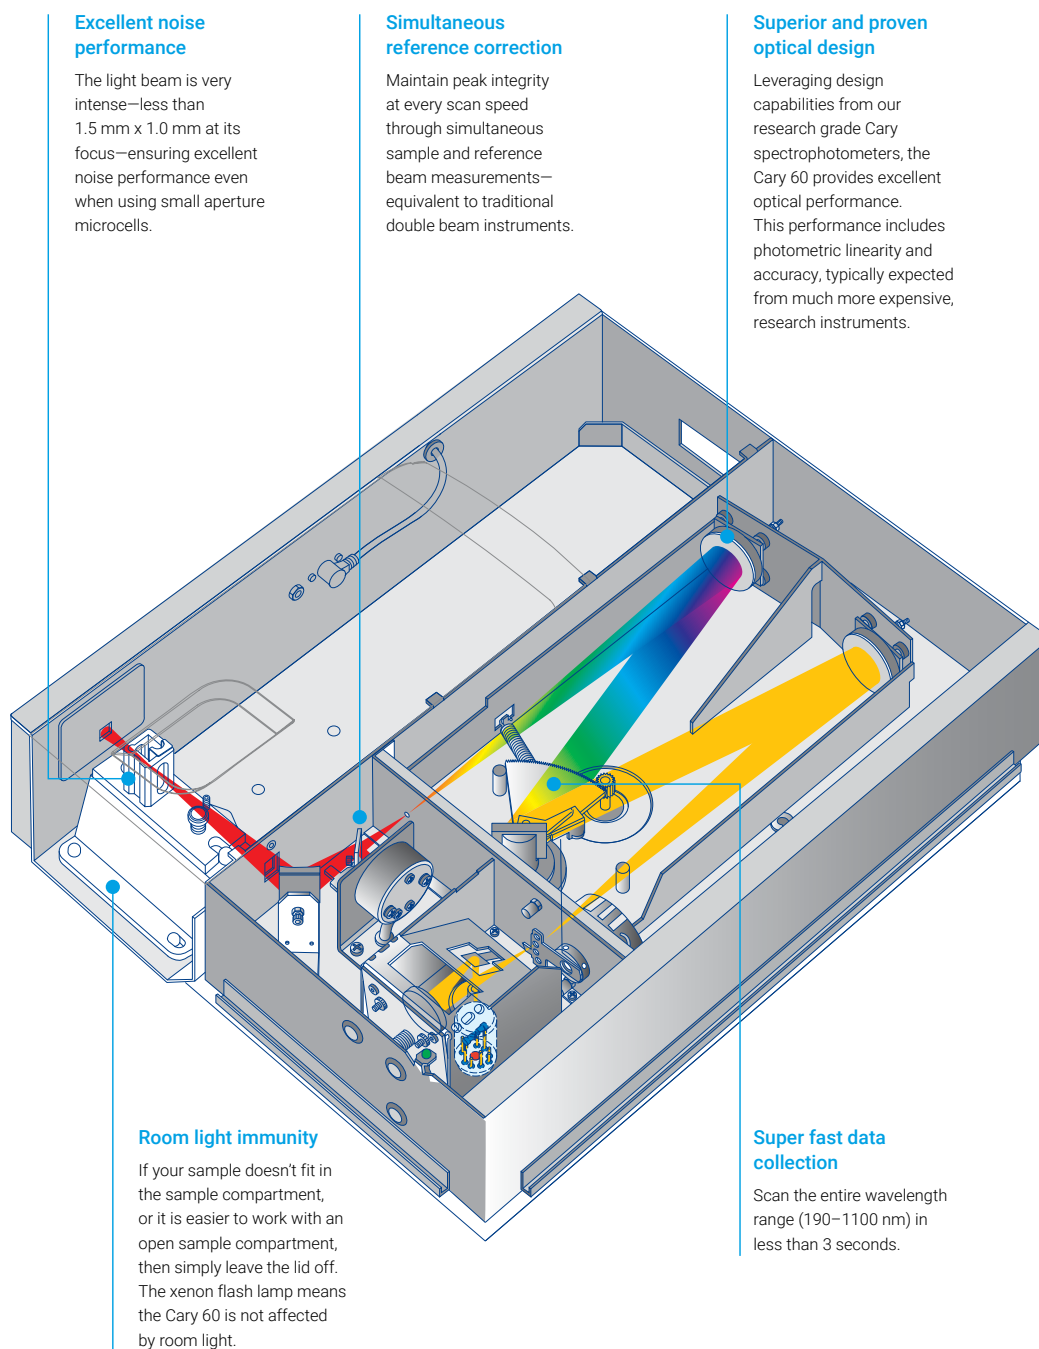 Excellent noise
performance
The light beam is very
intense—less than
1.5 mm x 1.0 mm at its
focus—ensuring excellent
noise performance even
when using small aperture
microcells.
Simultaneous
reference correction
Maintain peak integrity
at every scan speed
through simultaneous
sample and reference
beam measurements—
equivalent to traditional
double beam instruments.
Superior and proven
optical design
Leveraging design
capabilities from our
research grade Cary
spectrophotometers, the
Cary 60 provides excellent
optical performance.
This performance includes
photometric linearity and
accuracy, typically expected
from much more expensive,
research instruments.
Room light immunity
If your sample doesn’t fit in
the sample compartment,
or it is easier to work with an
open sample compartment,
then simply leave the lid off.
The xenon flash lamp means
the Cary 60 is not affected
by room light.
Super fast data
collection
Scan the entire wavelength
range (190–1100 nm) in
less than 3 seconds.